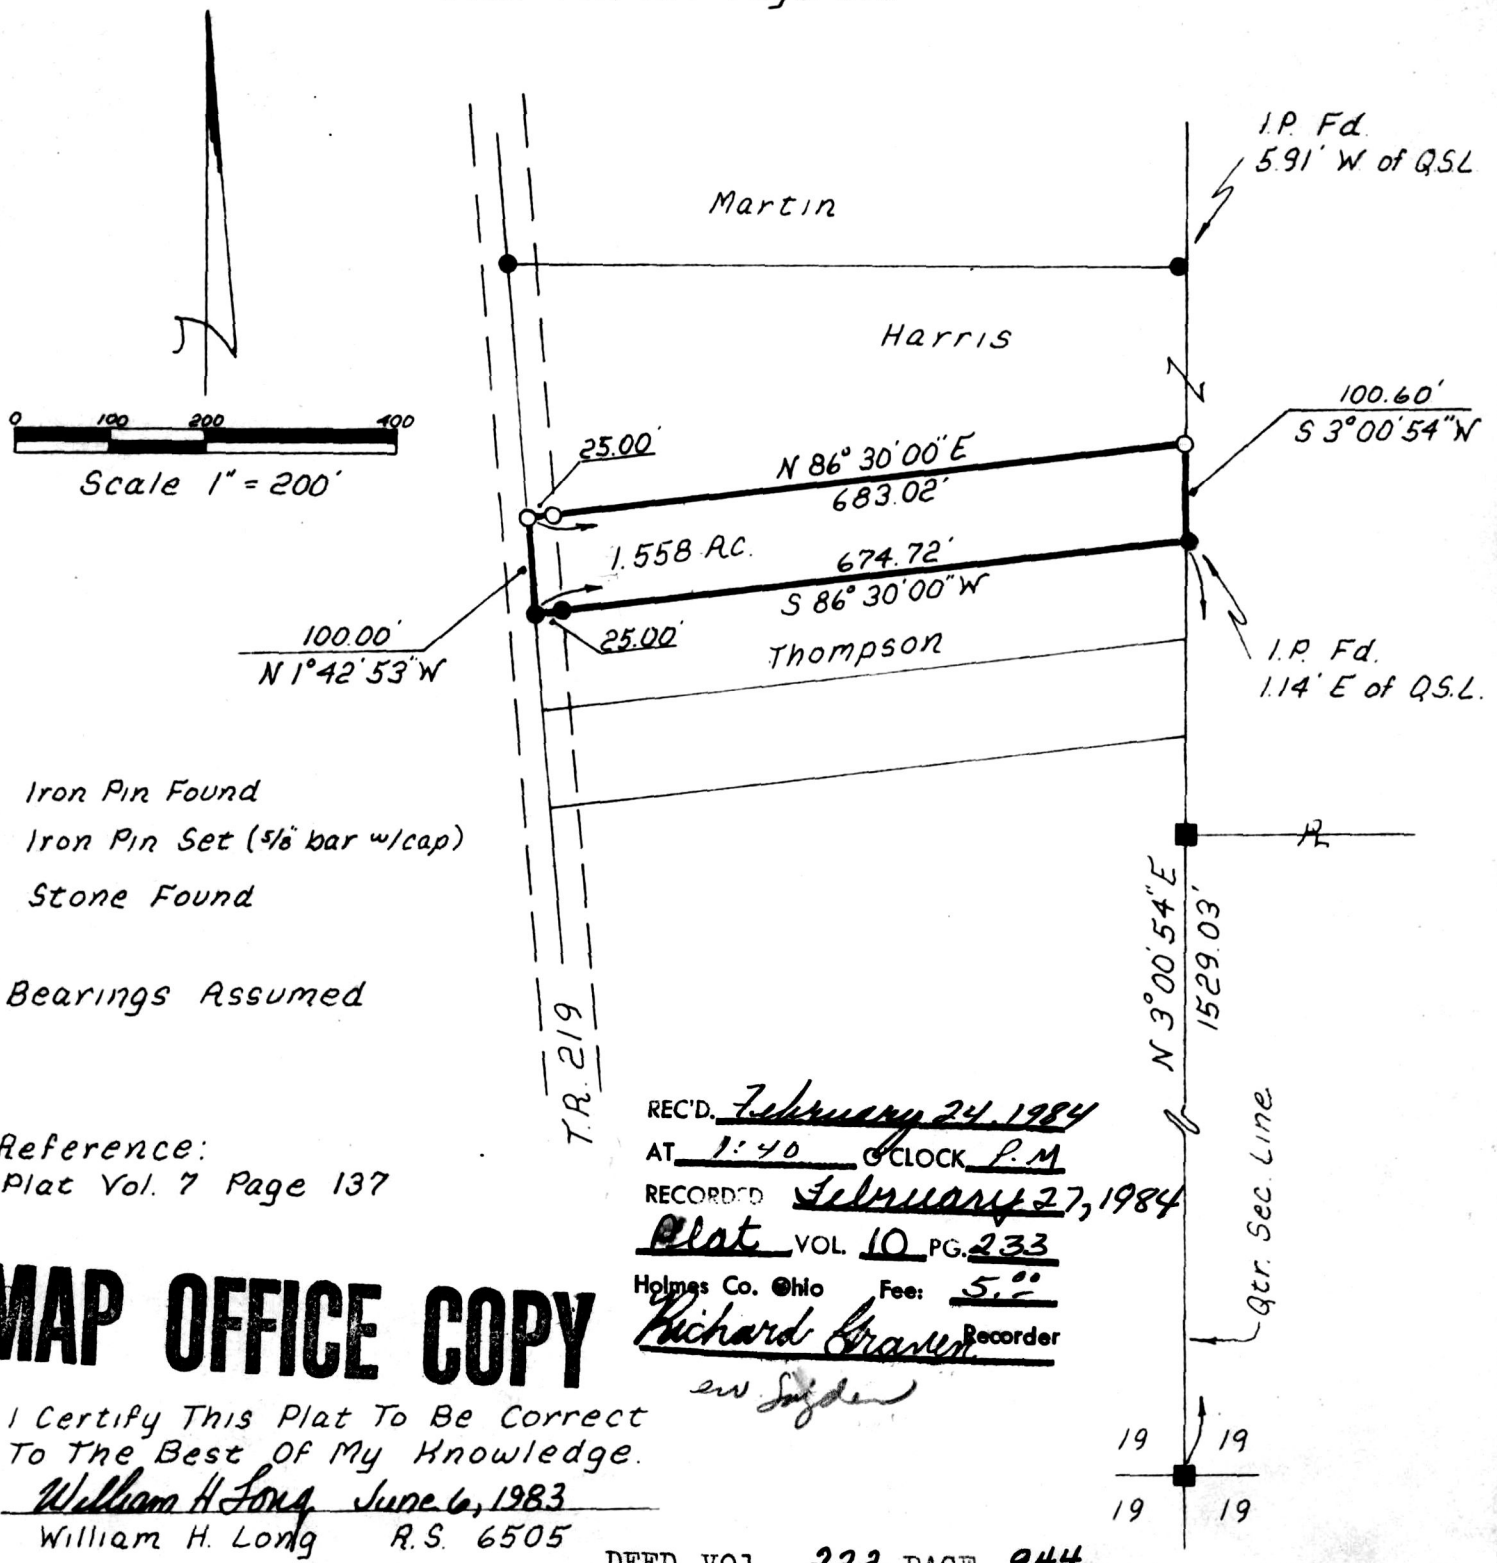 I.P. Fd.
5.91' W of Q.S.L
Martin
Harris
0 100 200 400
Scale 1" = 200'
100.60'
S 3°00'54" W
25.00'
N 86° 30' 00" E
683.02'
1.558 Ac.
674.72'
S 86° 30' 00" W
100.00'
N 1° 42' 53" W
25.00'
Thompson
I.P. Fd.
1.14' E of Q.S.L.
Iron Pin Found
Iron Pin Set (5/8" bar w/cap)
Stone Found
PL
N 3° 00' 54" E
1529.03'
Bearings Assumed
T.R. 219
Reference:
Plat Vol. 7 Page 137
Qtr. Sec. Line
REC'D. February 24, 1984
AT 1:40 O'CLOCK P.M
RECORDED February 27, 1984
Plat VOL. 10 PG. 233
Holmes Co. Ohio Fee: 5.00
Richard Graven Recorder
MAP OFFICE COPY
I Certify This Plat To Be Correct
To The Best Of My Knowledge.
William H Long June 6, 1983
William H. Long R.S. 6505
19 19
19 19
DEED VOL. 223 PAGE 944